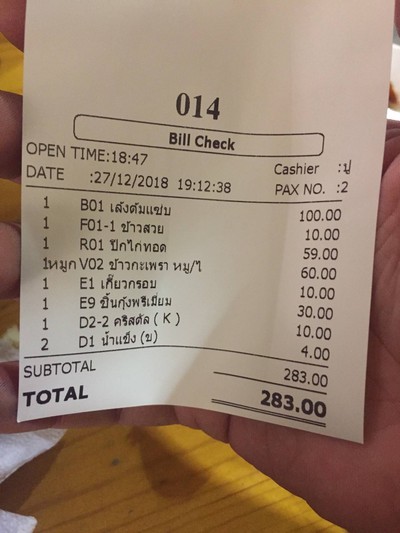 014
Bill Check
OPEN TIME:18:47 Cashier :ปู
DATE :27/12/2018 19:12:38 PAX NO. :2
1 B01 เล้งต้มแซ่บ 100.00
1 F01-1 ข้าวสวย 10.00
1 R01 ปีกไก่ทอด 59.00
1หมูก V02 ข้าวกะเพรา หมู/ไ 60.00
1 E1 เกี๊ยวกรอบ 10.00
1 E9 ชิ้นกุ้งพรีเมี่ยม 30.00
1 D2-2 คริสตัล ( K ) 10.00
2 D1 น้ำแข็ง (บ) 4.00
SUBTOTAL 283.00
TOTAL 283.00